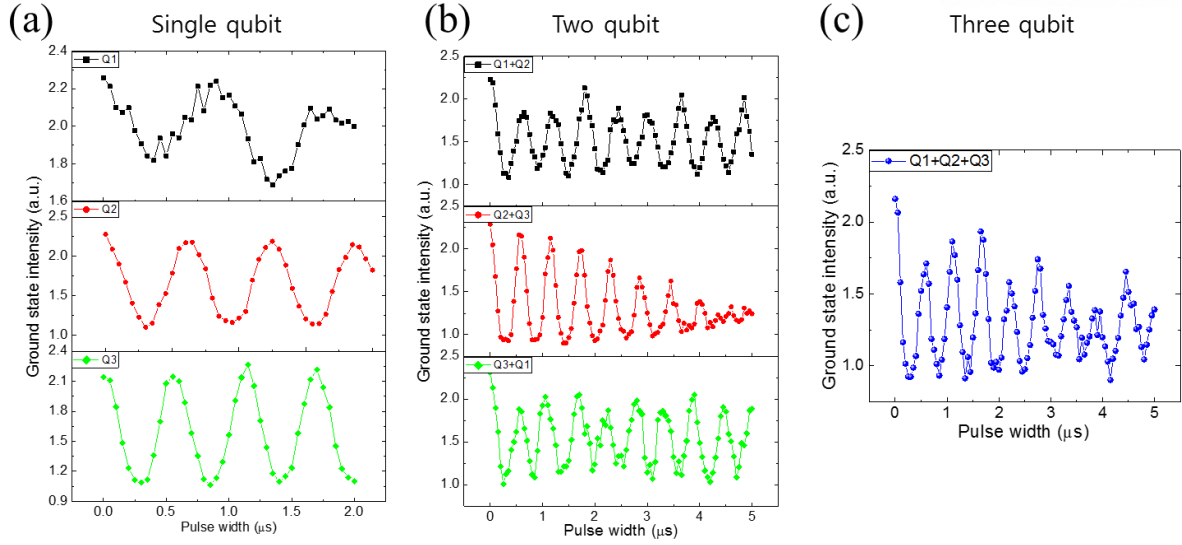 (a) Single qubit
Ground state intensity (a.u.)
2.4
2.2
2.0
1.8
1.6
Q1
2.5
2.0
1.5
1.0
Q2
2.4
2.1
1.8
1.5
1.2
0.9
Q3
0.0 0.5 1.0 1.5 2.0
Pulse width (μs)
(b) Two qubit
Ground state intensity (a.u.)
2.5
2.0
1.5
1.0
Q1+Q2
2.5
2.0
1.5
1.0
Q2+Q3
2.5
2.0
1.5
1.0
Q3+Q1
0 1 2 3 4 5
Pulse width (μs)
(c) Three qubit
Ground state intensity (a.u.)
2.5
2.0
1.5
1.0
Q1+Q2+Q3
0 1 2 3 4 5
Pulse width (μs)